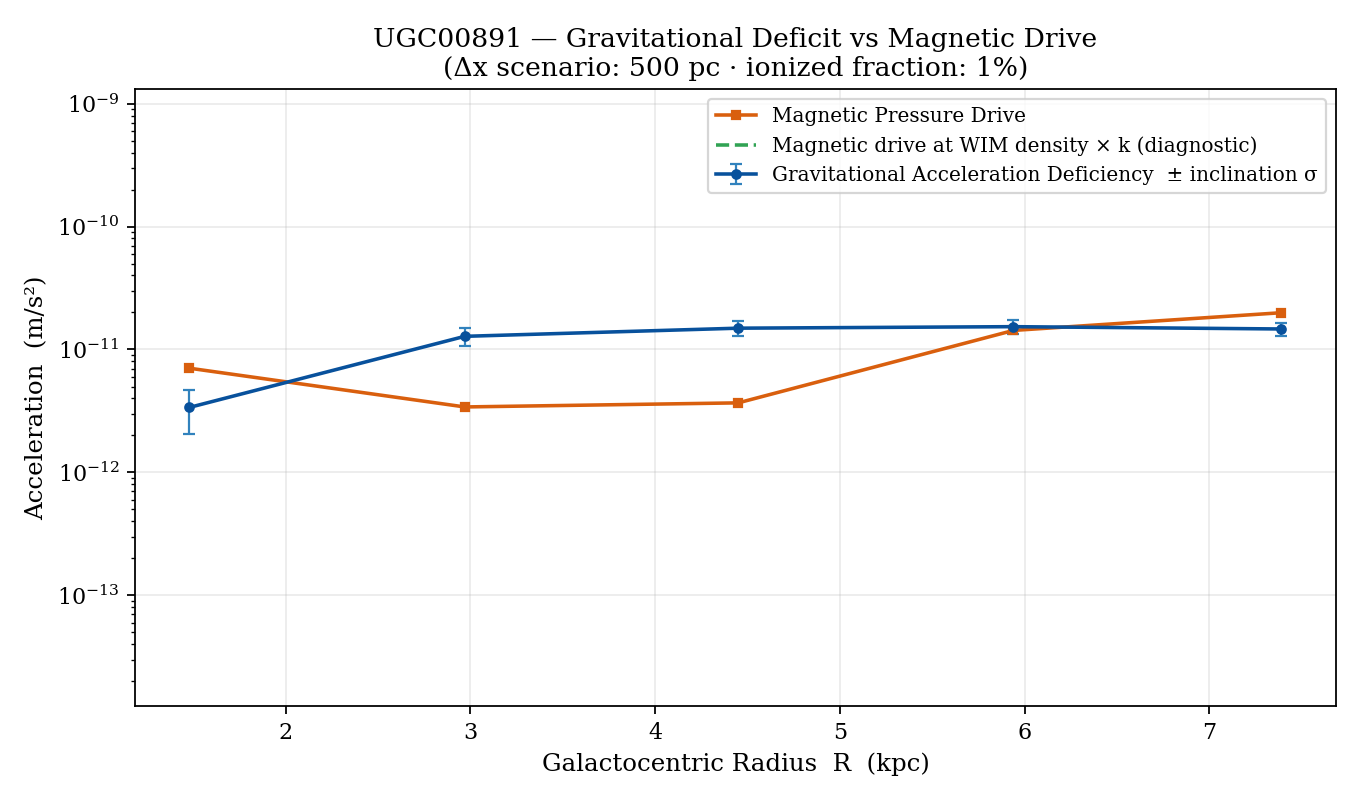 UGC00891 — Gravitational Deficit vs Magnetic Drive
(Δx scenario: 500 pc · ionized fraction: 1%)
Magnetic Pressure Drive
Magnetic drive at WIM density × k (diagnostic)
Gravitational Acceleration Deficiency ± inclination σ
Acceleration (m/s²)
10⁻⁹
10⁻¹⁰
10⁻¹¹
10⁻¹²
10⁻¹³
2 3 4 5 6 7
Galactocentric Radius R (kpc)